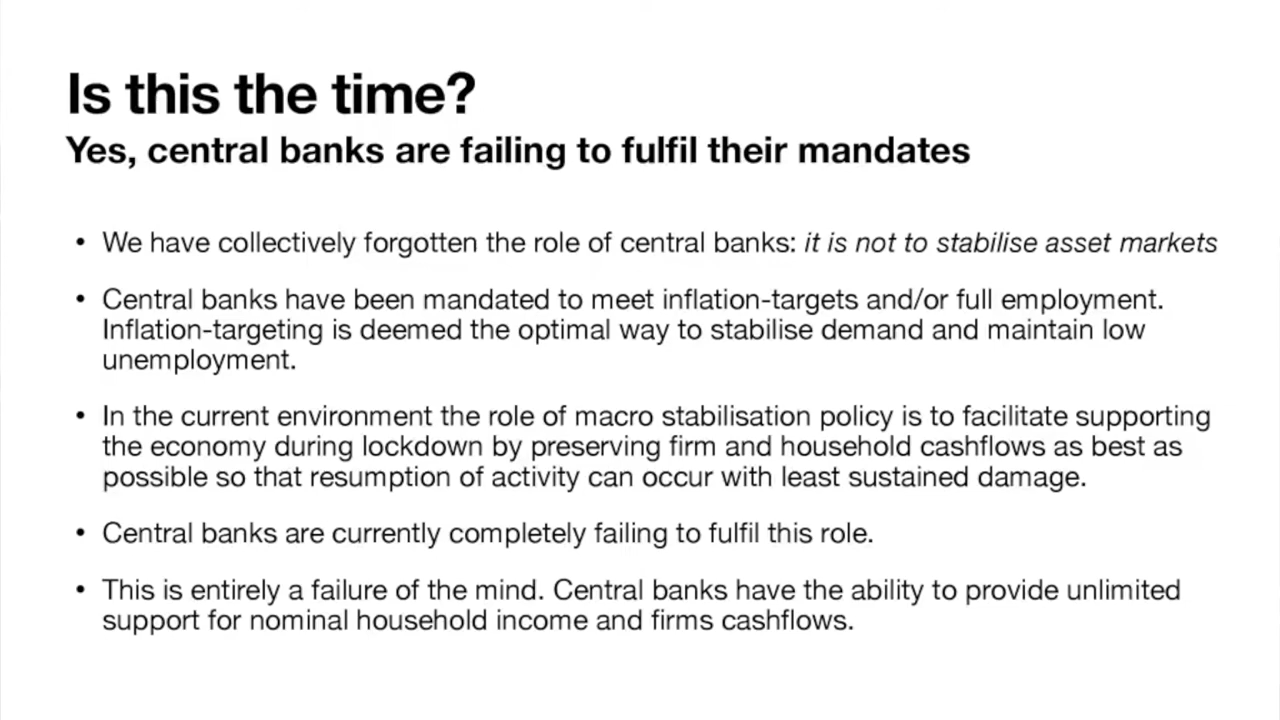 Is this the time?
Yes, central banks are failing to fulfil their mandates
• We have collectively forgotten the role of central banks: it is not to stabilise asset markets
• Central banks have been mandated to meet inflation-targets and/or full employment.
Inflation-targeting is deemed the optimal way to stabilise demand and maintain low
unemployment.
• In the current environment the role of macro stabilisation policy is to facilitate supporting
the economy during lockdown by preserving firm and household cashflows as best as
possible so that resumption of activity can occur with least sustained damage.
• Central banks are currently completely failing to fulfil this role.
• This is entirely a failure of the mind. Central banks have the ability to provide unlimited
support for nominal household income and firms cashflows.